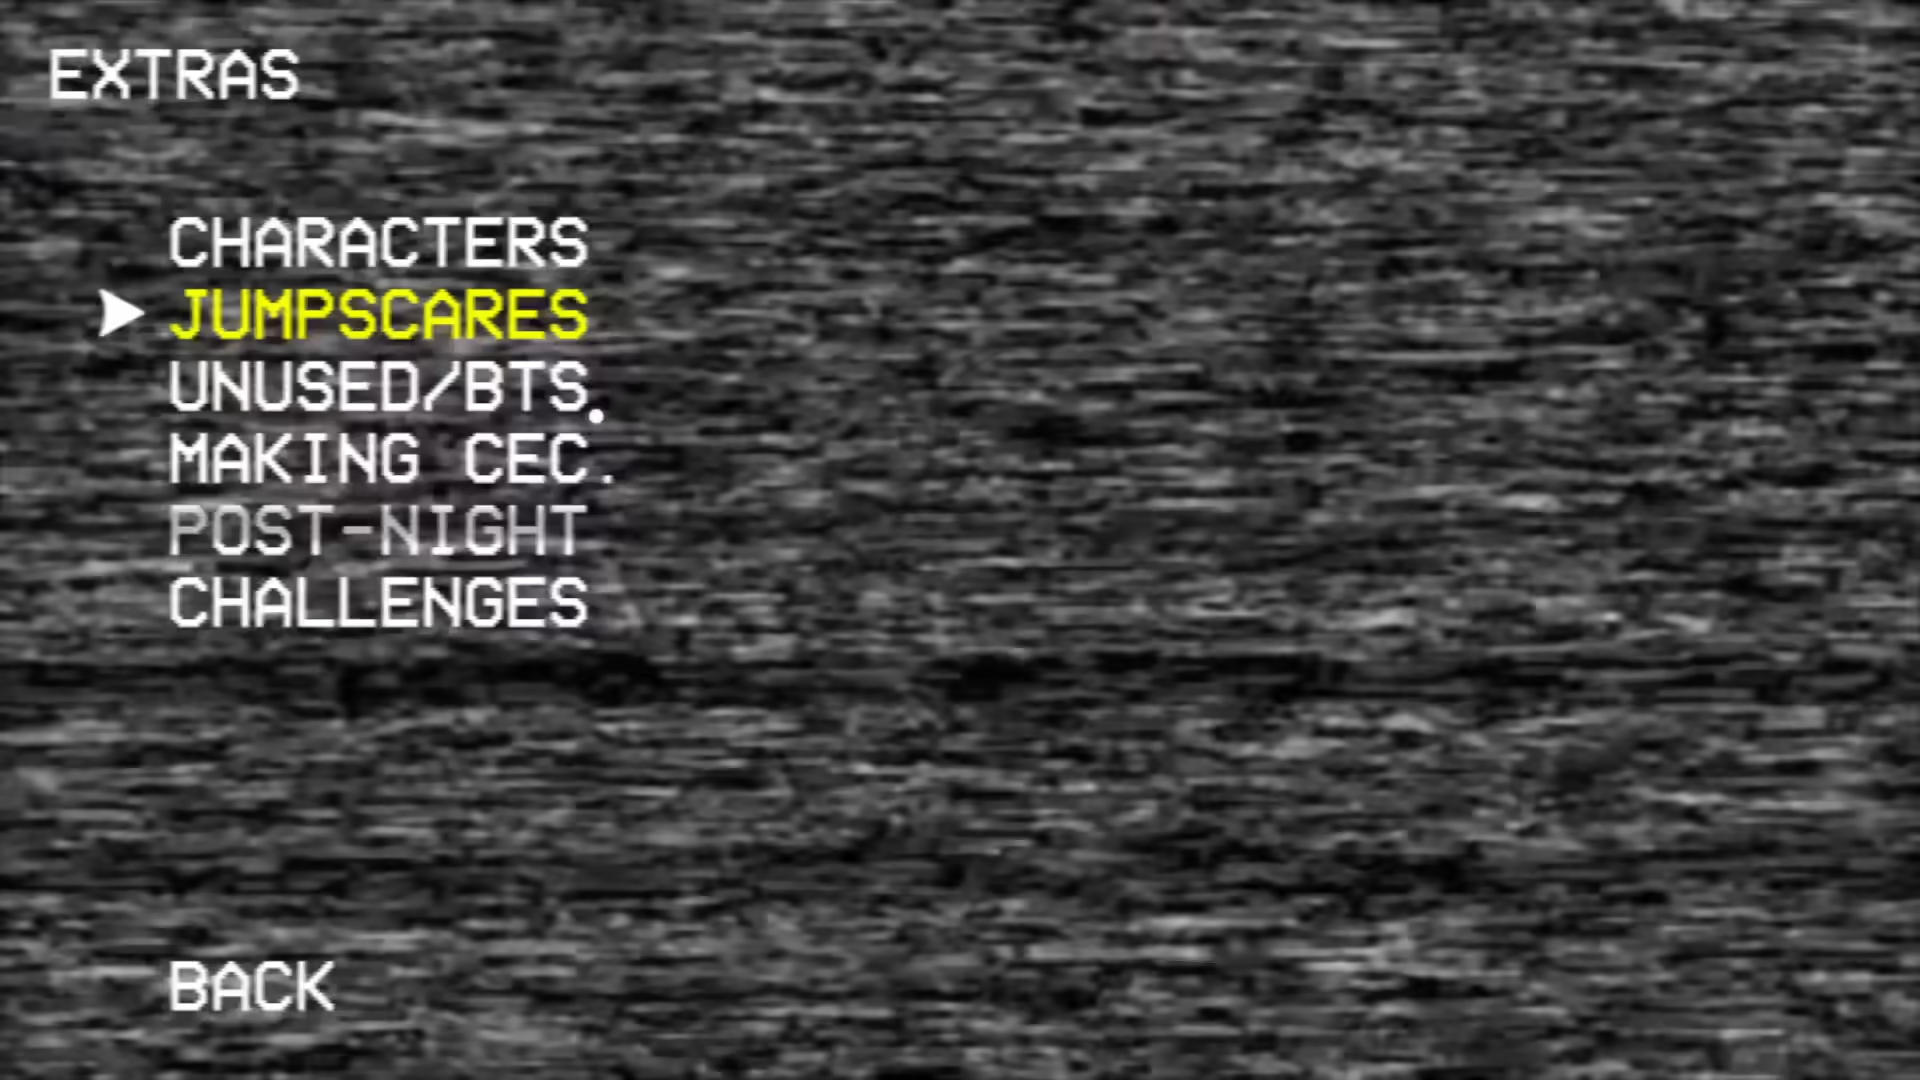 EXTRAS
CHARACTERS
JUMPSCARES
UNUSED/BTS
MAKING CEC.
POST-NIGHT
CHALLENGES
BACK